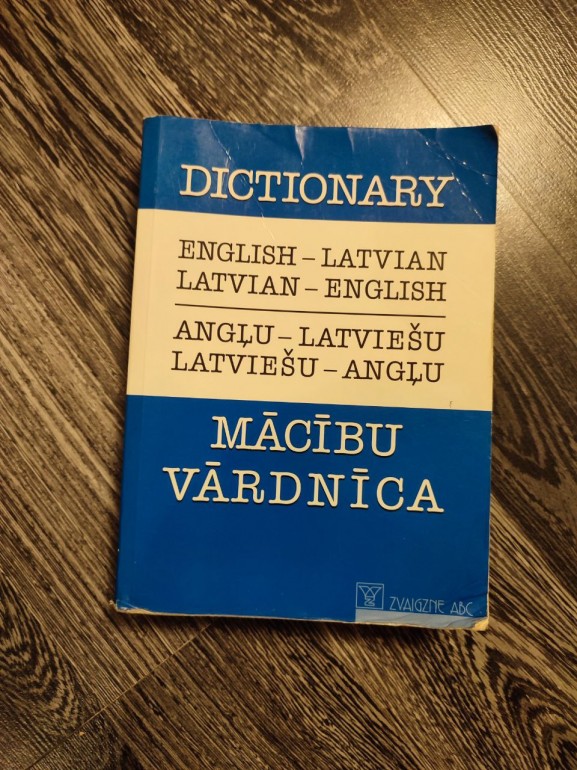 DICTIONARY
ENGLISH – LATVIAN
LATVIAN – ENGLISH
ANGĻU – LATVIEŠU
LATVIEŠU – ANGĻU
MĀCĪBU
VĀRDNĪCA
ZVAIGZNE ABC